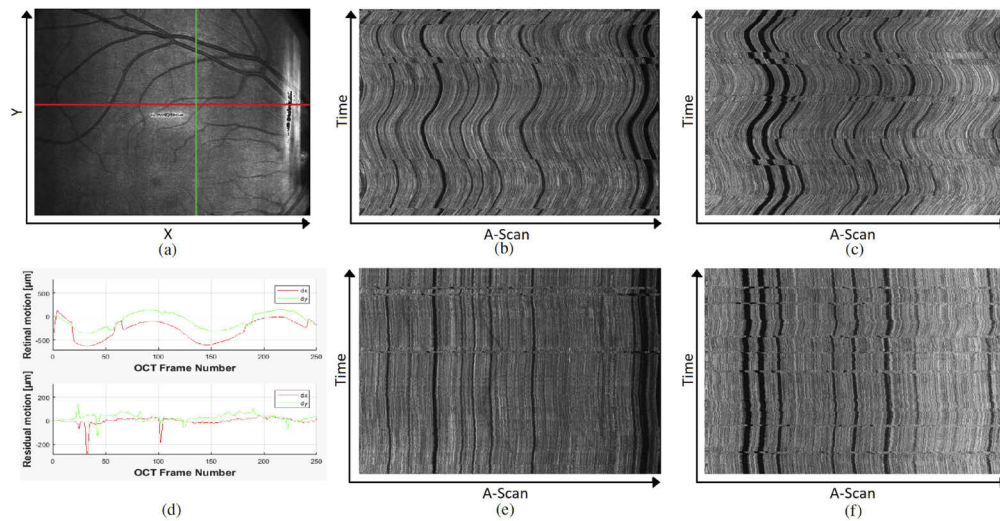 Y
X
(a)
Time
A-Scan
(b)
Time
A-Scan
(c)
Retinal motion [µm]
500
0
-500
dx
dy
0 50 100 150 200 250
OCT Frame Number
Residual motion [µm]
200
0
-200
dx
dy
0 50 100 150 200 250
OCT Frame Number
(d)
Time
A-Scan
(e)
Time
A-Scan
(f)